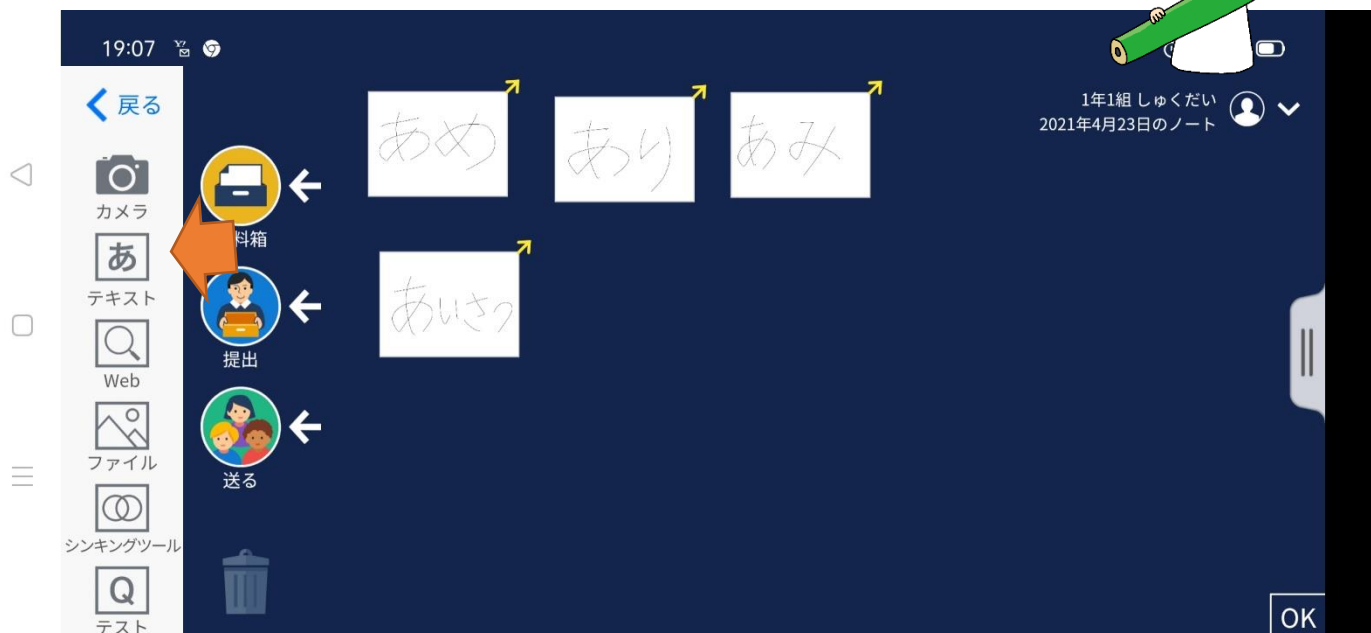 19:07
戻る
1年1組 しゅくだい
2021年4月23日のノート
カメラ
あ
テキスト
Web
ファイル
シンキングツール
Q
テスト
料箱
提出
送る
あめ
あり
あみ
あいさつ
OK